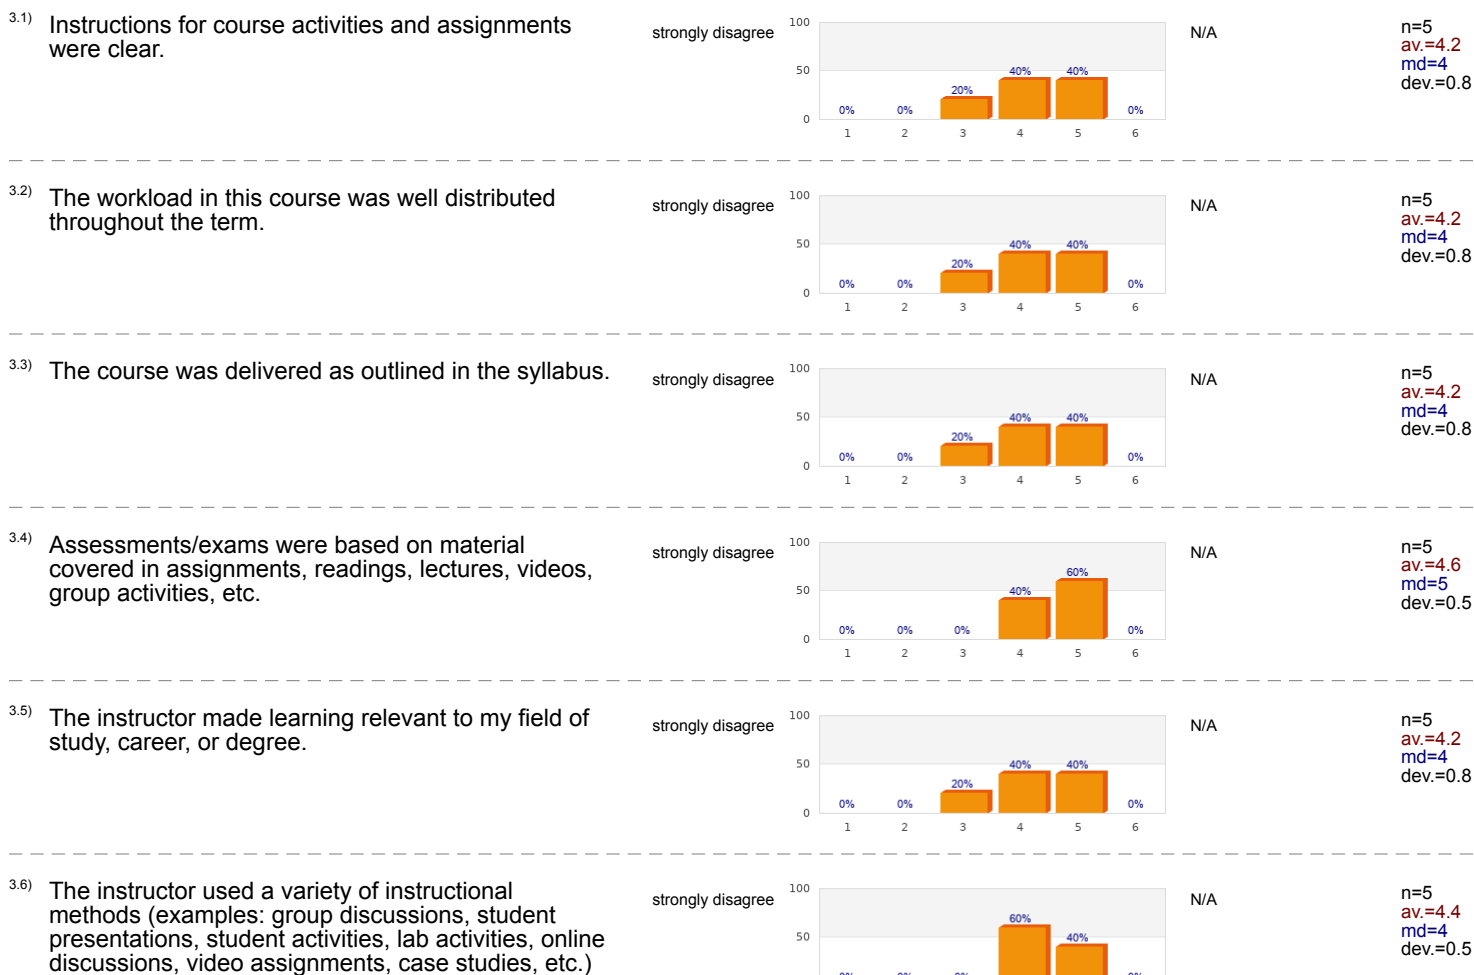 3.1) Instructions for course activities and assignments
were clear.
strongly disagree
N/A
100
50
0
0% 0% 20% 40% 40% 0%
1 2 3 4 5 6
n=5
av.=4.2
md=4
dev.=0.8
3.2) The workload in this course was well distributed
throughout the term.
strongly disagree
N/A
100
50
0
0% 0% 20% 40% 40% 0%
1 2 3 4 5 6
n=5
av.=4.2
md=4
dev.=0.8
3.3) The course was delivered as outlined in the syllabus.
strongly disagree
N/A
100
50
0
0% 0% 20% 40% 40% 0%
1 2 3 4 5 6
n=5
av.=4.2
md=4
dev.=0.8
3.4) Assessments/exams were based on material
covered in assignments, readings, lectures, videos,
group activities, etc.
strongly disagree
N/A
100
50
0
0% 0% 0% 40% 60% 0%
1 2 3 4 5 6
n=5
av.=4.6
md=5
dev.=0.5
3.5) The instructor made learning relevant to my field of
study, career, or degree.
strongly disagree
N/A
100
50
0
0% 0% 20% 40% 40% 0%
1 2 3 4 5 6
n=5
av.=4.2
md=4
dev.=0.8
3.6) The instructor used a variety of instructional
methods (examples: group discussions, student
presentations, student activities, lab activities, online
discussions, video assignments, case studies, etc.)
strongly disagree
N/A
100
50
60% 40%
n=5
av.=4.4
md=4
dev.=0.5